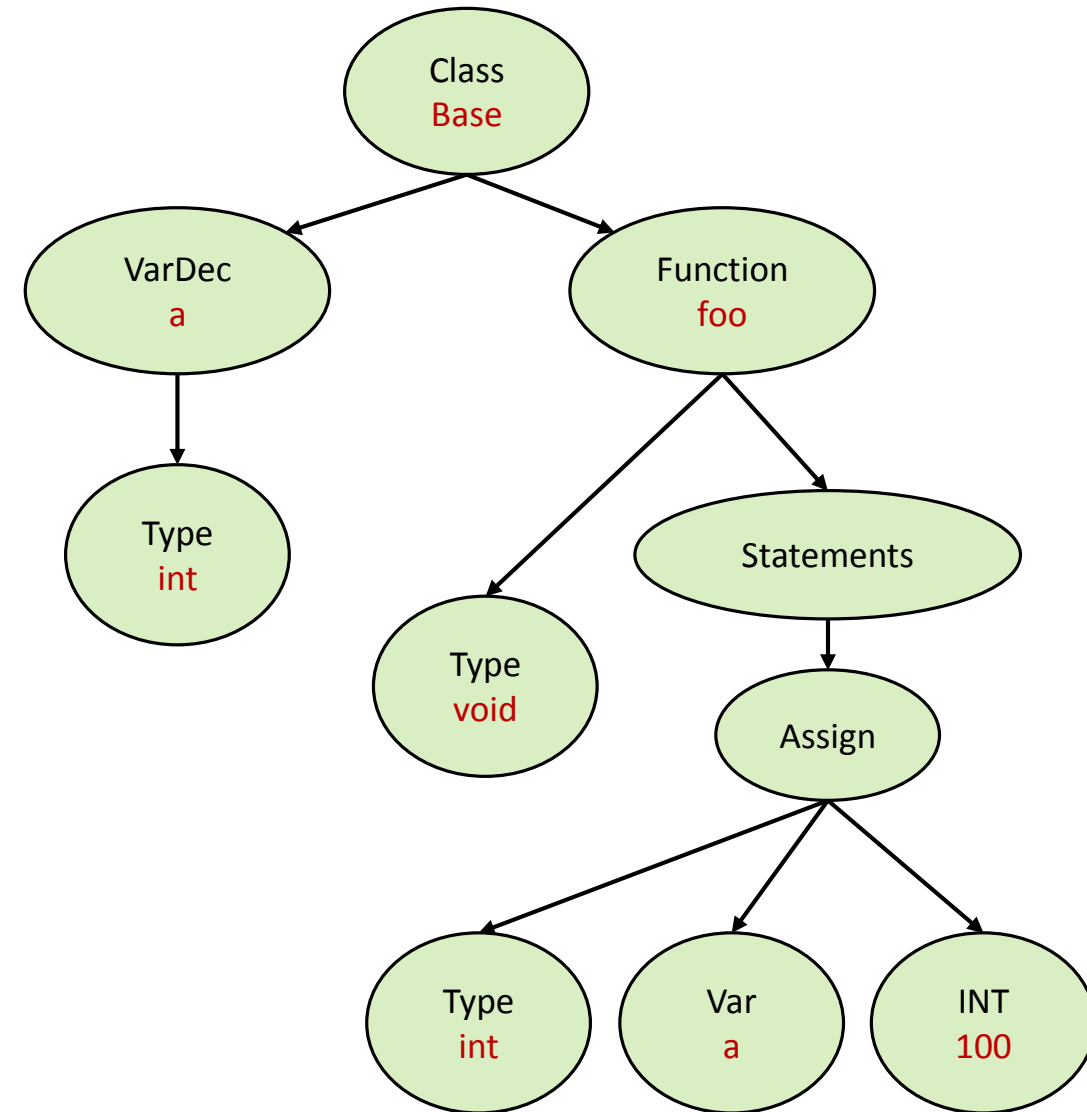 Class
Base
VarDec
a
Function
foo
Type
int
Statements
Type
void
Assign
Type
int
Var
a
INT
100